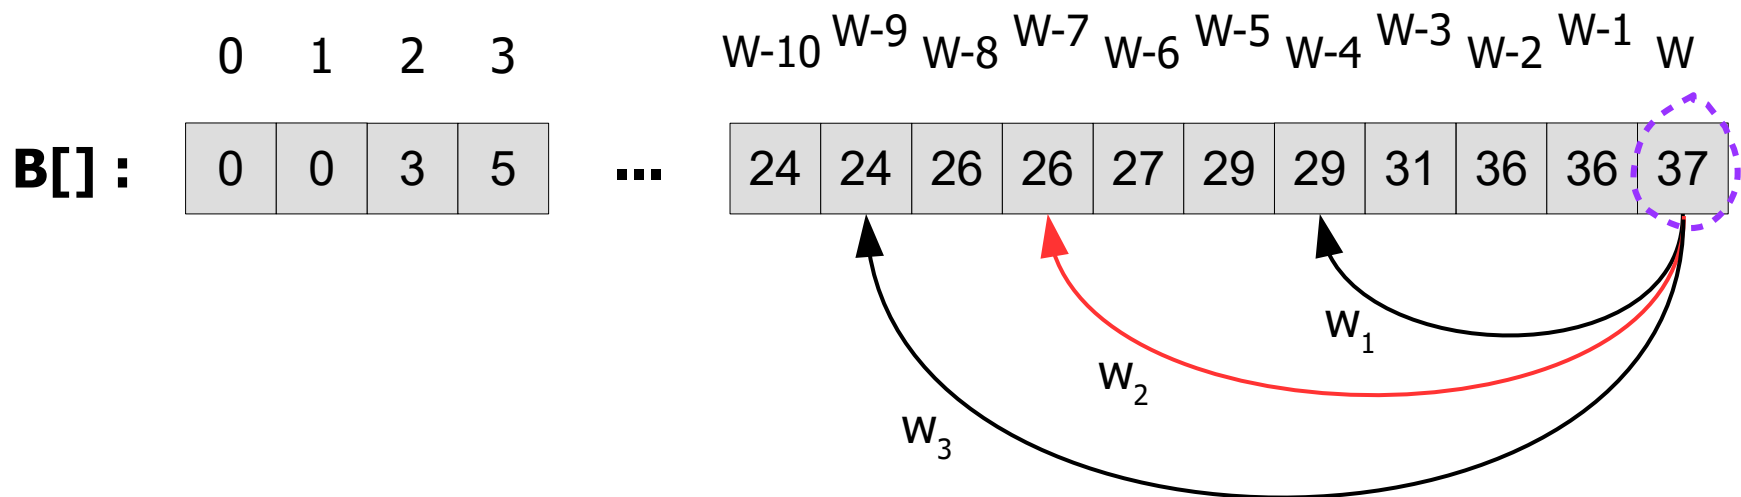 0 1 2 3 W-10 W-9 W-8 W-7 W-6 W-5 W-4 W-3 W-2 W-1 W
B[] : 0 0 3 5 ... 24 24 26 26 27 29 29 31 36 36 37
w1
w2
w3